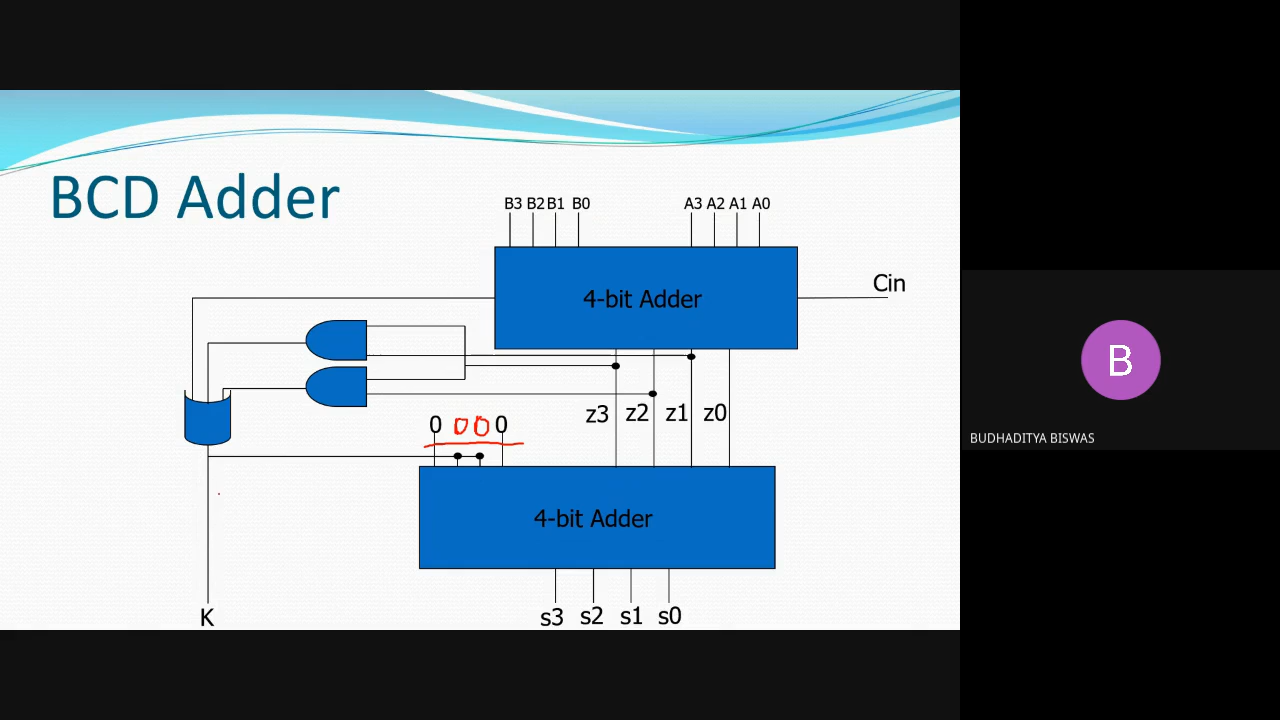 BCD Adder
B3 B2 B1 B0 A3 A2 A1 A0
Cin
4-bit Adder
z3 z2 z1 z0
0 0 0 0
4-bit Adder
K s3 s2 s1 s0
B
BUDHADITYA BISWAS